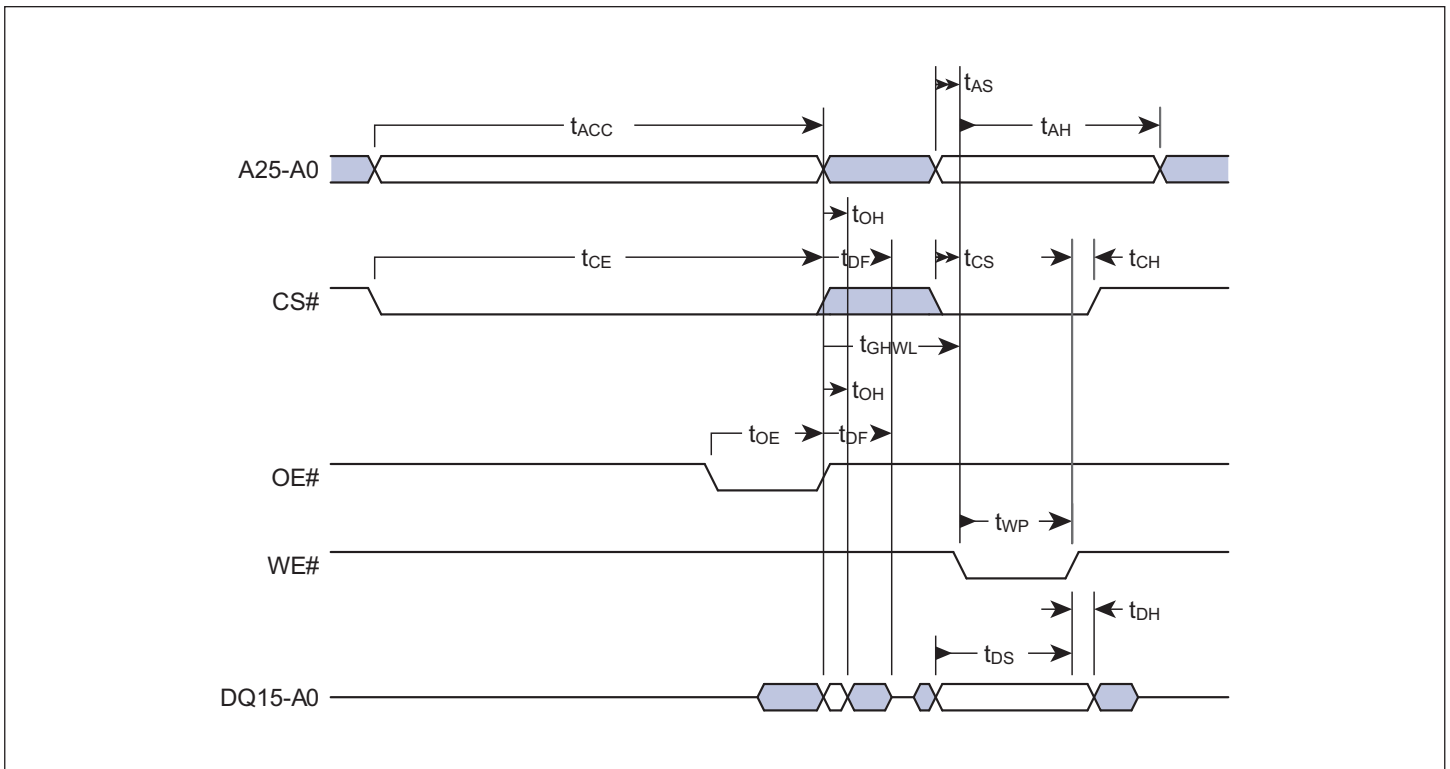 tAS
tACC
tAH
A25-A0
tOH
tCE
tDF
tCS
tCH
CS#
tGHWL
tOH
tOE
tDF
OE#
tWP
WE#
tDH
tDS
DQ15-A0